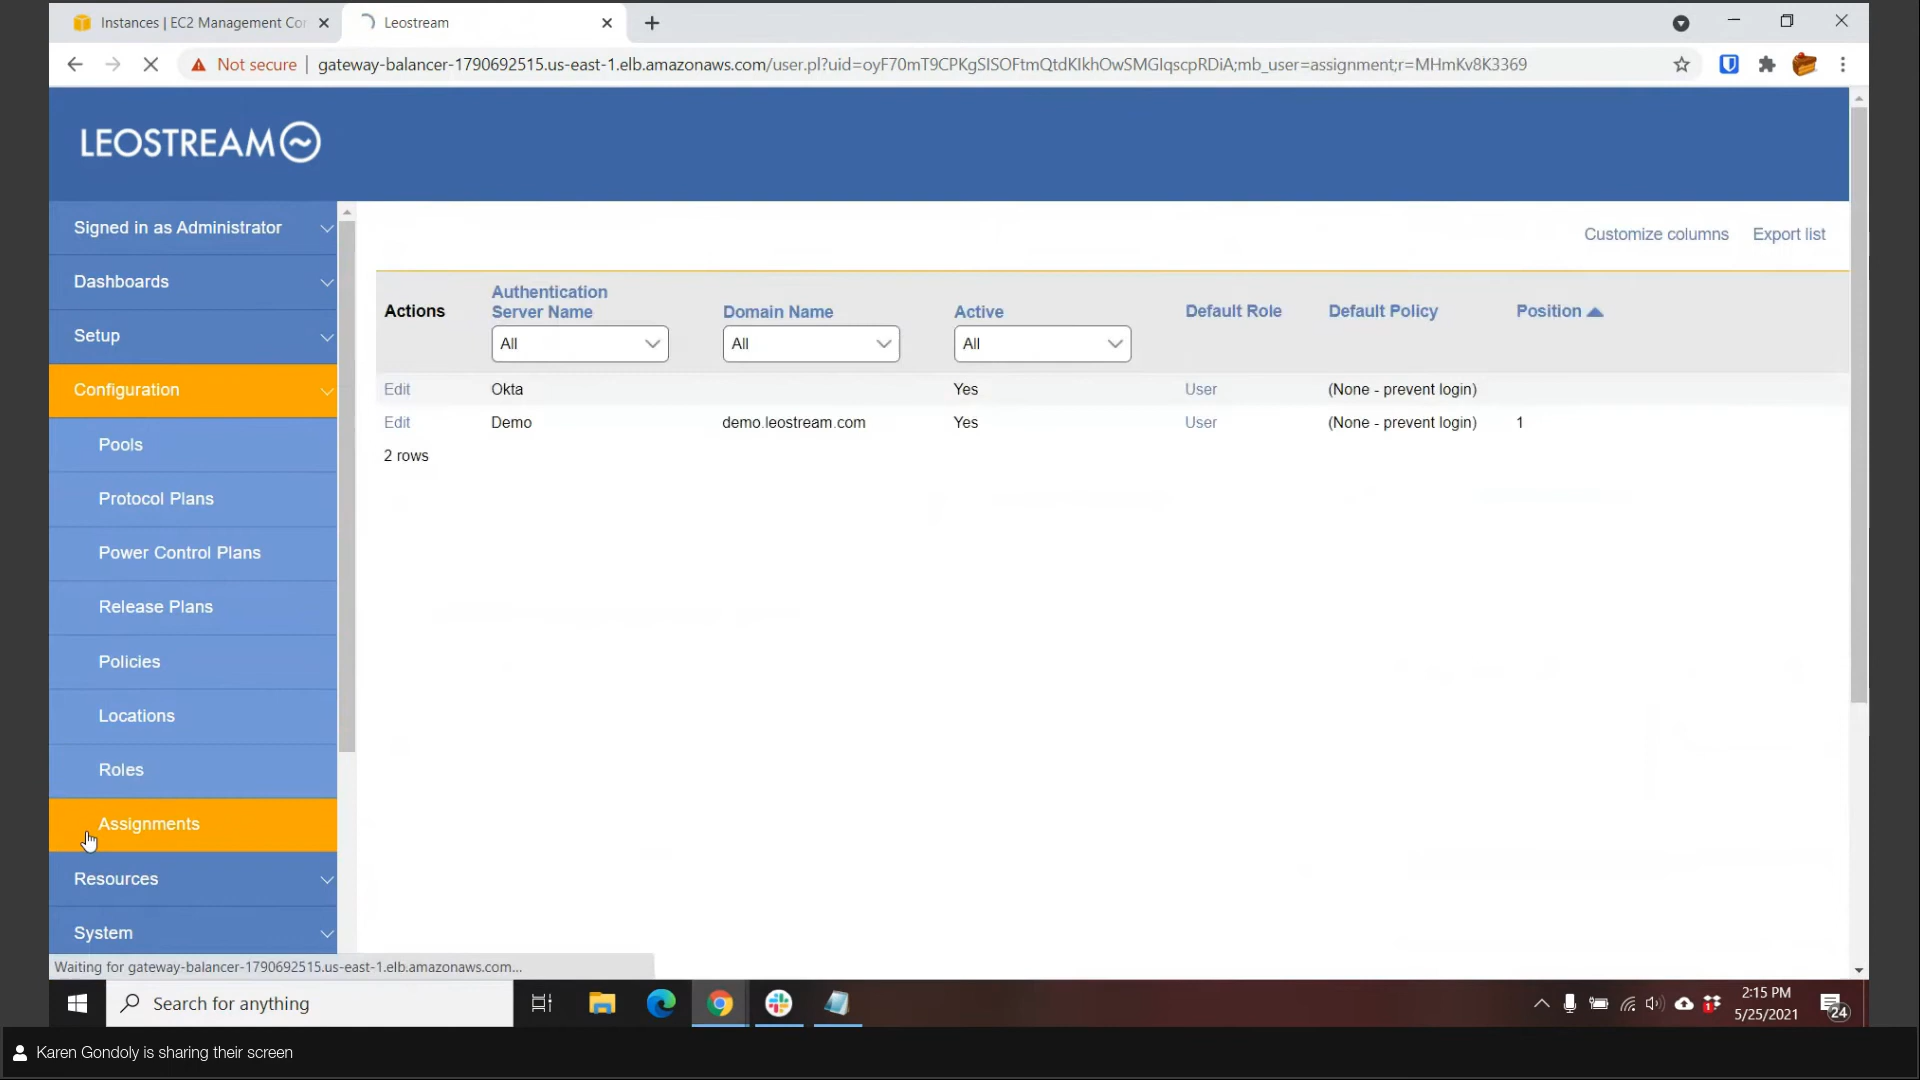 Instances | EC2 Management Cor
Leostream
Not secure | gateway-balancer-1790692515.us-east-1.elb.amazonaws.com/user.pl?uid=oyF70mT9CPKgSISOFtmQtdKIkhOwSMGIqscpRDiA;mb_user=assignment;r=MHmKv8K3369
LEOSTREAM
Signed in as Administrator
Dashboards
Setup
Configuration
Pools
Protocol Plans
Power Control Plans
Release Plans
Policies
Locations
Roles
Assignments
Resources
System
Customize columns Export list
Actions Authentication Server Name Domain Name Active Default Role Default Policy Position
All All All
Edit Okta Yes User (None - prevent login)
Edit Demo demo.leostream.com Yes User (None - prevent login) 1
2 rows
Waiting for gateway-balancer-1790692515.us-east-1.elb.amazonaws.com...
Search for anything
2:15 PM
5/25/2021
24
Karen Gondoly is sharing their screen